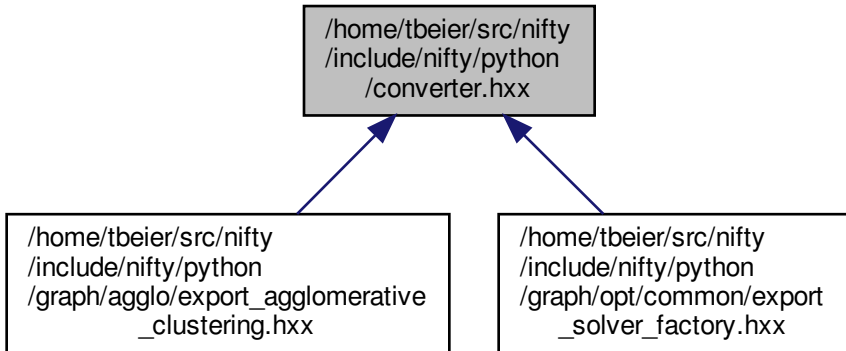 /home/tbeier/src/nifty
/include/nifty/python
/converter.hxx
/home/tbeier/src/nifty
/include/nifty/python
/graph/agglo/export_agglomerative
_clustering.hxx
/home/tbeier/src/nifty
/include/nifty/python
/graph/opt/common/export
_solver_factory.hxx